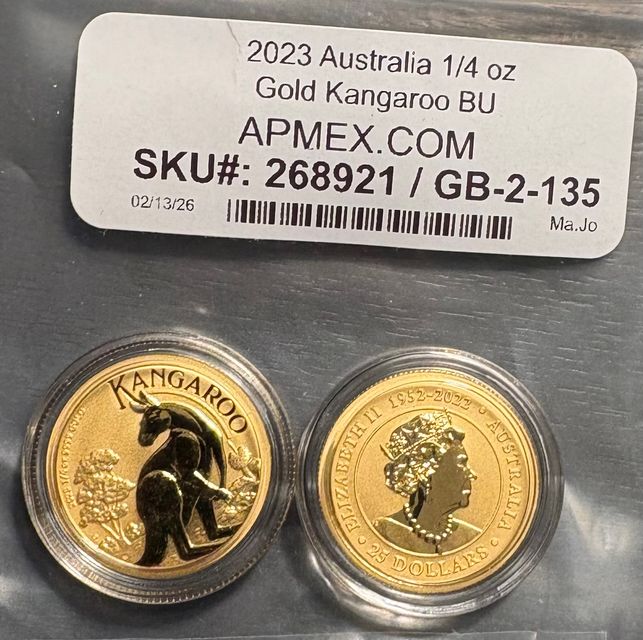 2023 Australia 1/4 oz
Gold Kangaroo BU
APMEX.COM
SKU#: 268921 / GB-2-135
02/13/26
Ma.Jo
KANGAROO
ELIZABETH II 1952-2022 • AUSTRALIA •
25 DOLLARS •